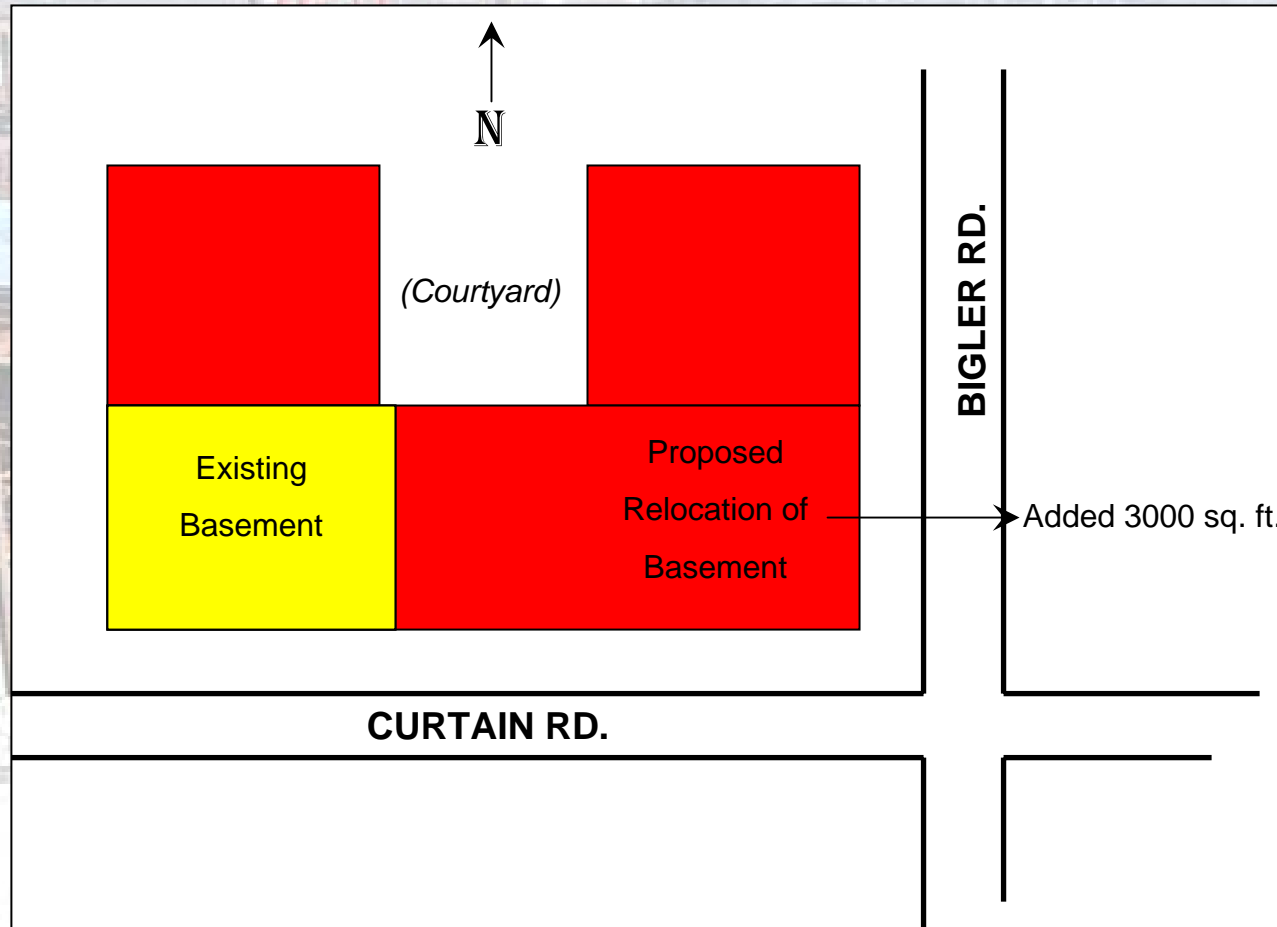 N
(Courtyard)
BIGLER RD.
Existing
Basement
Proposed
Relocation of
Basement
Added 3000 sq. ft.
CURTAIN RD.